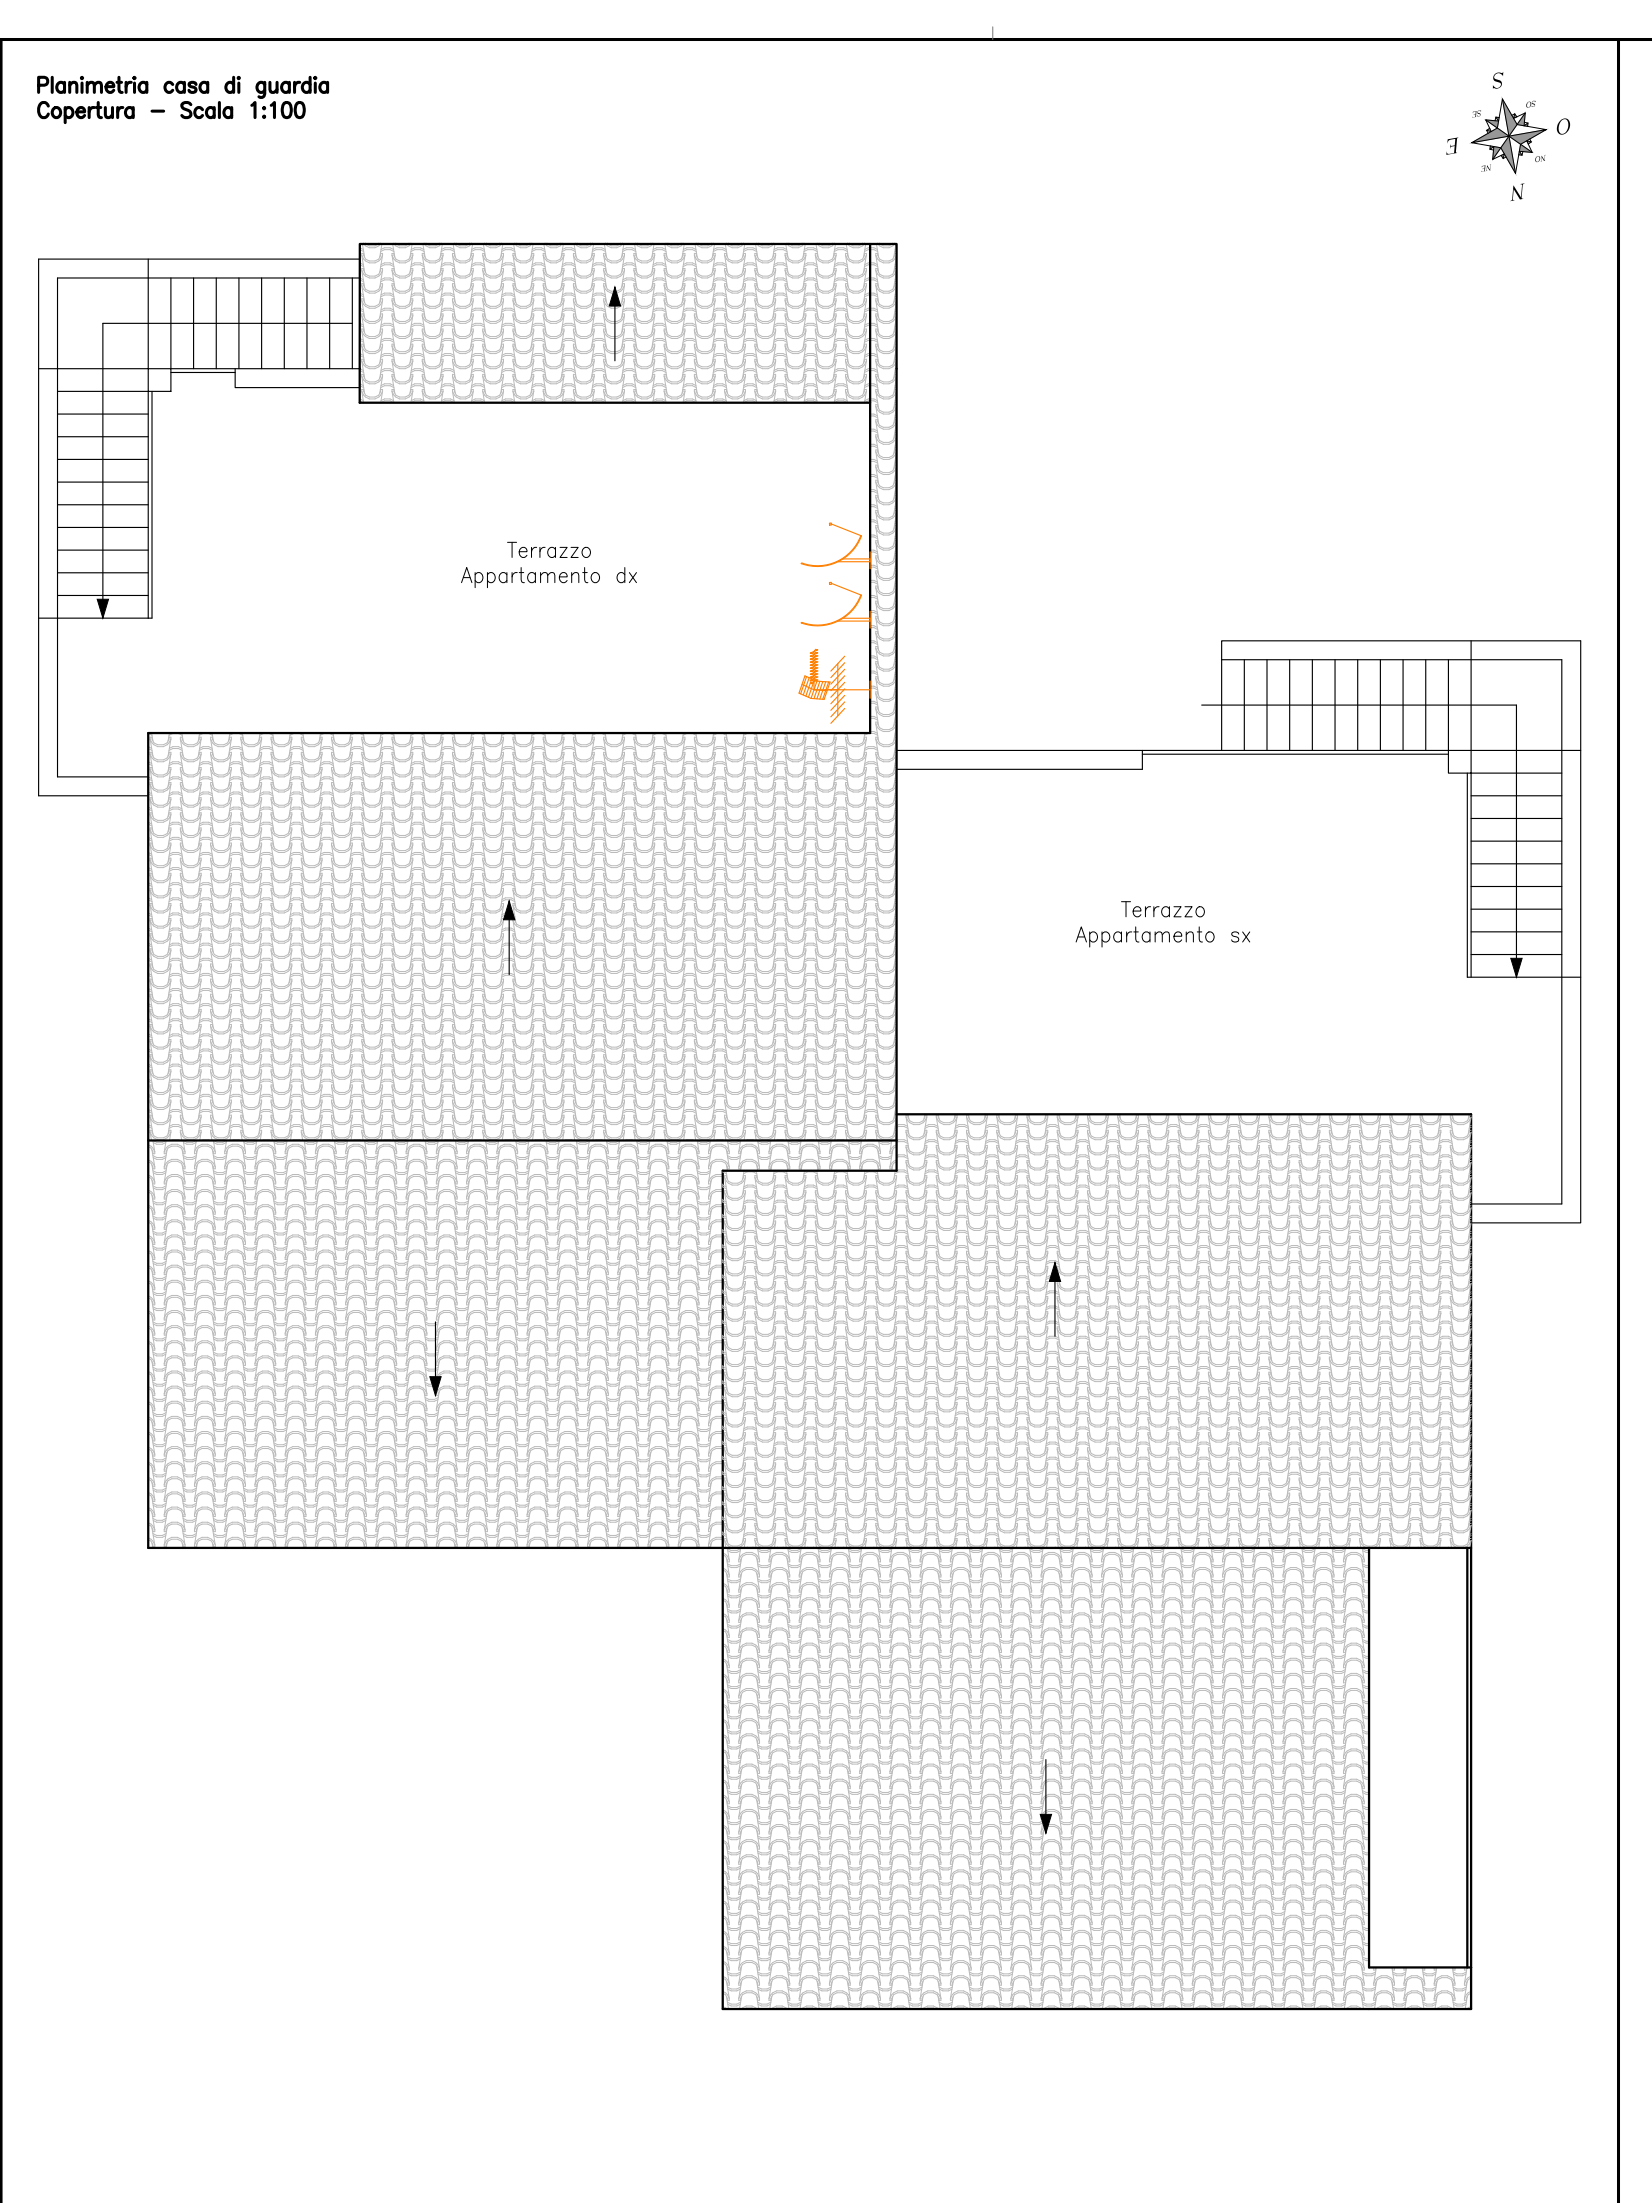 Planimetria casa di guardia
Copertura - Scala 1:100
S
SE
SO
E
O
NE
NO
N
Terrazzo
Appartamento dx
Terrazzo
Appartamento sx